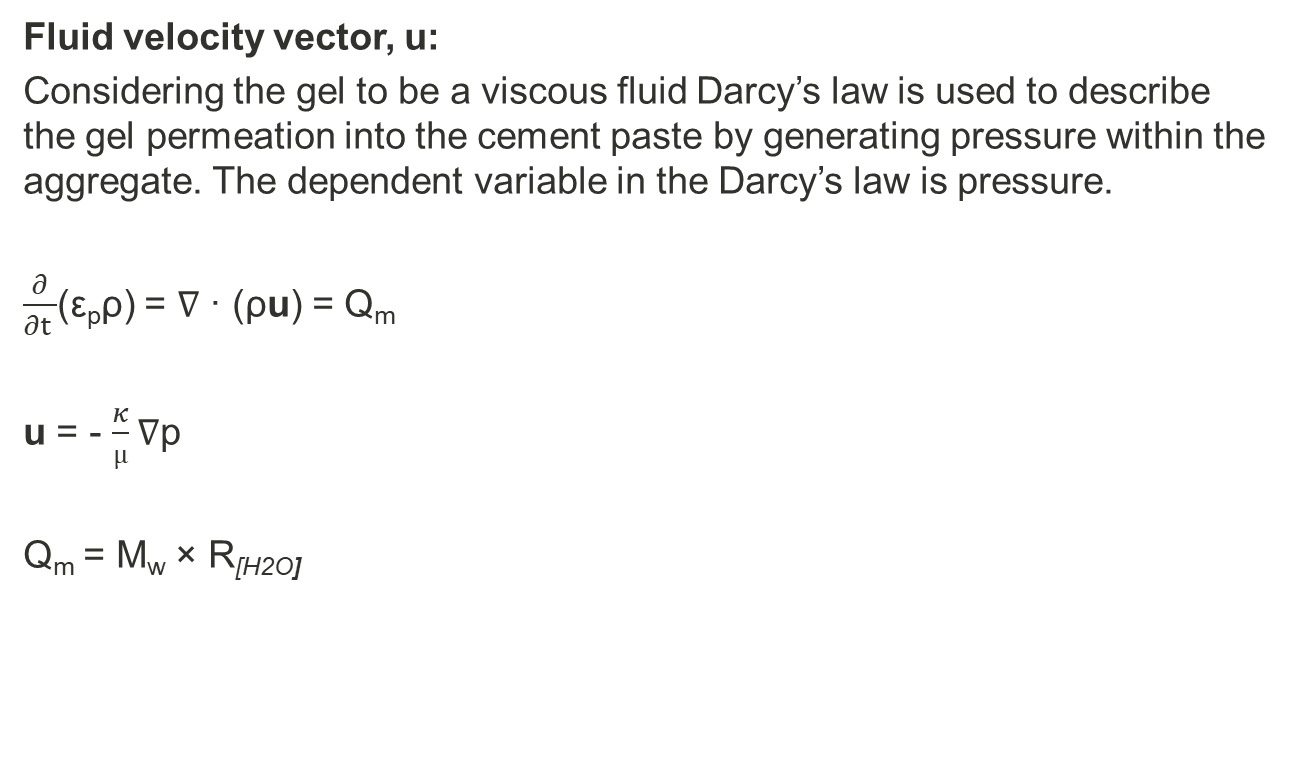 Fluid velocity vector, u:
Considering the gel to be a viscous fluid Darcy’s law is used to describe
the gel permeation into the cement paste by generating pressure within the
aggregate. The dependent variable in the Darcy’s law is pressure.
∂/∂t(εₚρ) = ∇ · (ρu) = Qₘ
u = - κ/μ ∇p
Qₘ = M_w × R_[H2O]